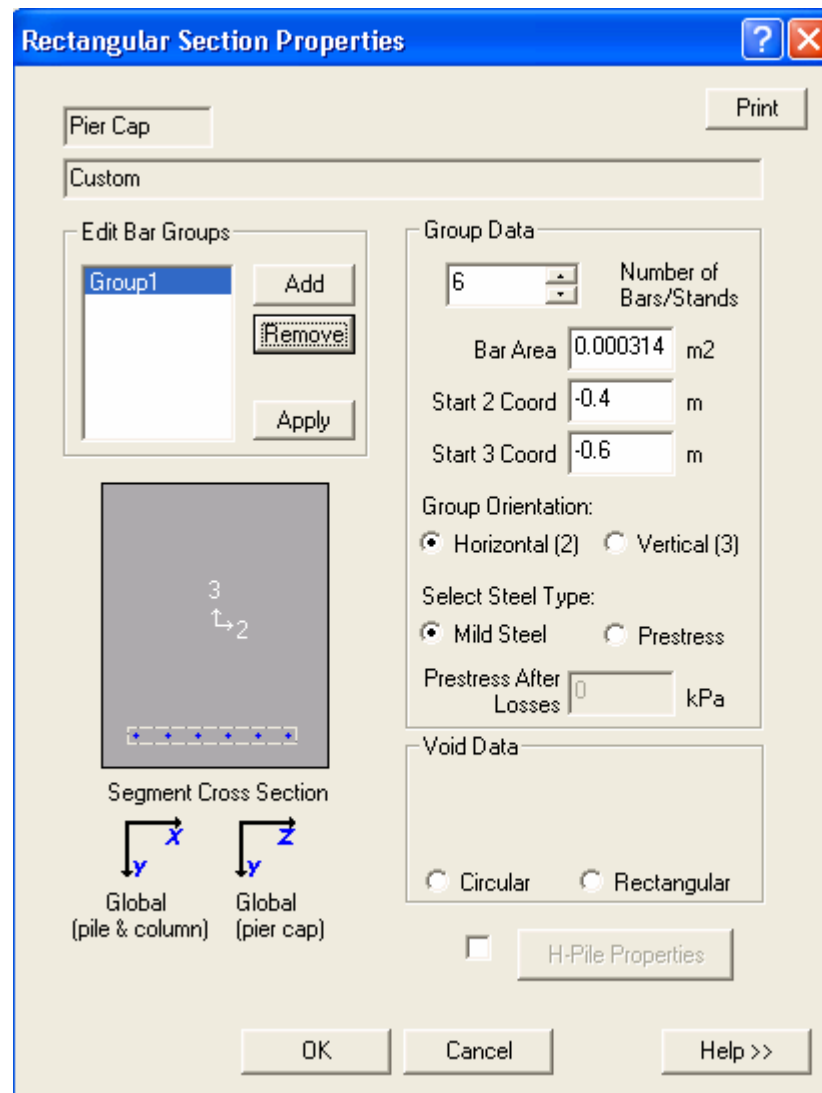 Rectangular Section Properties
Print
Pier Cap
Custom
Edit Bar Groups
Group1
Add
Remove
Apply
Group Data
6
Number of
Bars/Stands
Bar Area 0.000314 m2
Start 2 Coord -0.4 m
Start 3 Coord -0.6 m
Group Orientation:
Horizontal (2) Vertical (3)
Select Steel Type:
Mild Steel Prestress
Prestress After
Losses 0 kPa
3
2
Segment Cross Section
X Z
Y Y
Global Global
(pile & column) (pier cap)
Void Data
Circular Rectangular
H-Pile Properties
OK Cancel Help >>